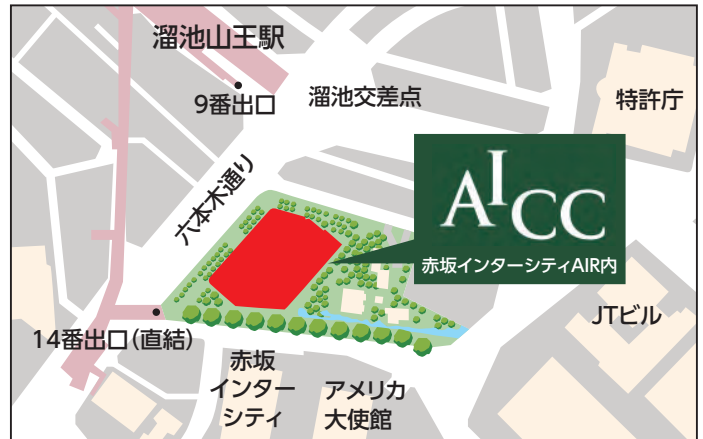 溜池山王駅
9番出口
溜池交差点
特許庁
六本木通り
AICC
赤坂インターシティAIR内
14番出口(直結)
JTビル
赤坂
インター
シティ
アメリカ
大使館